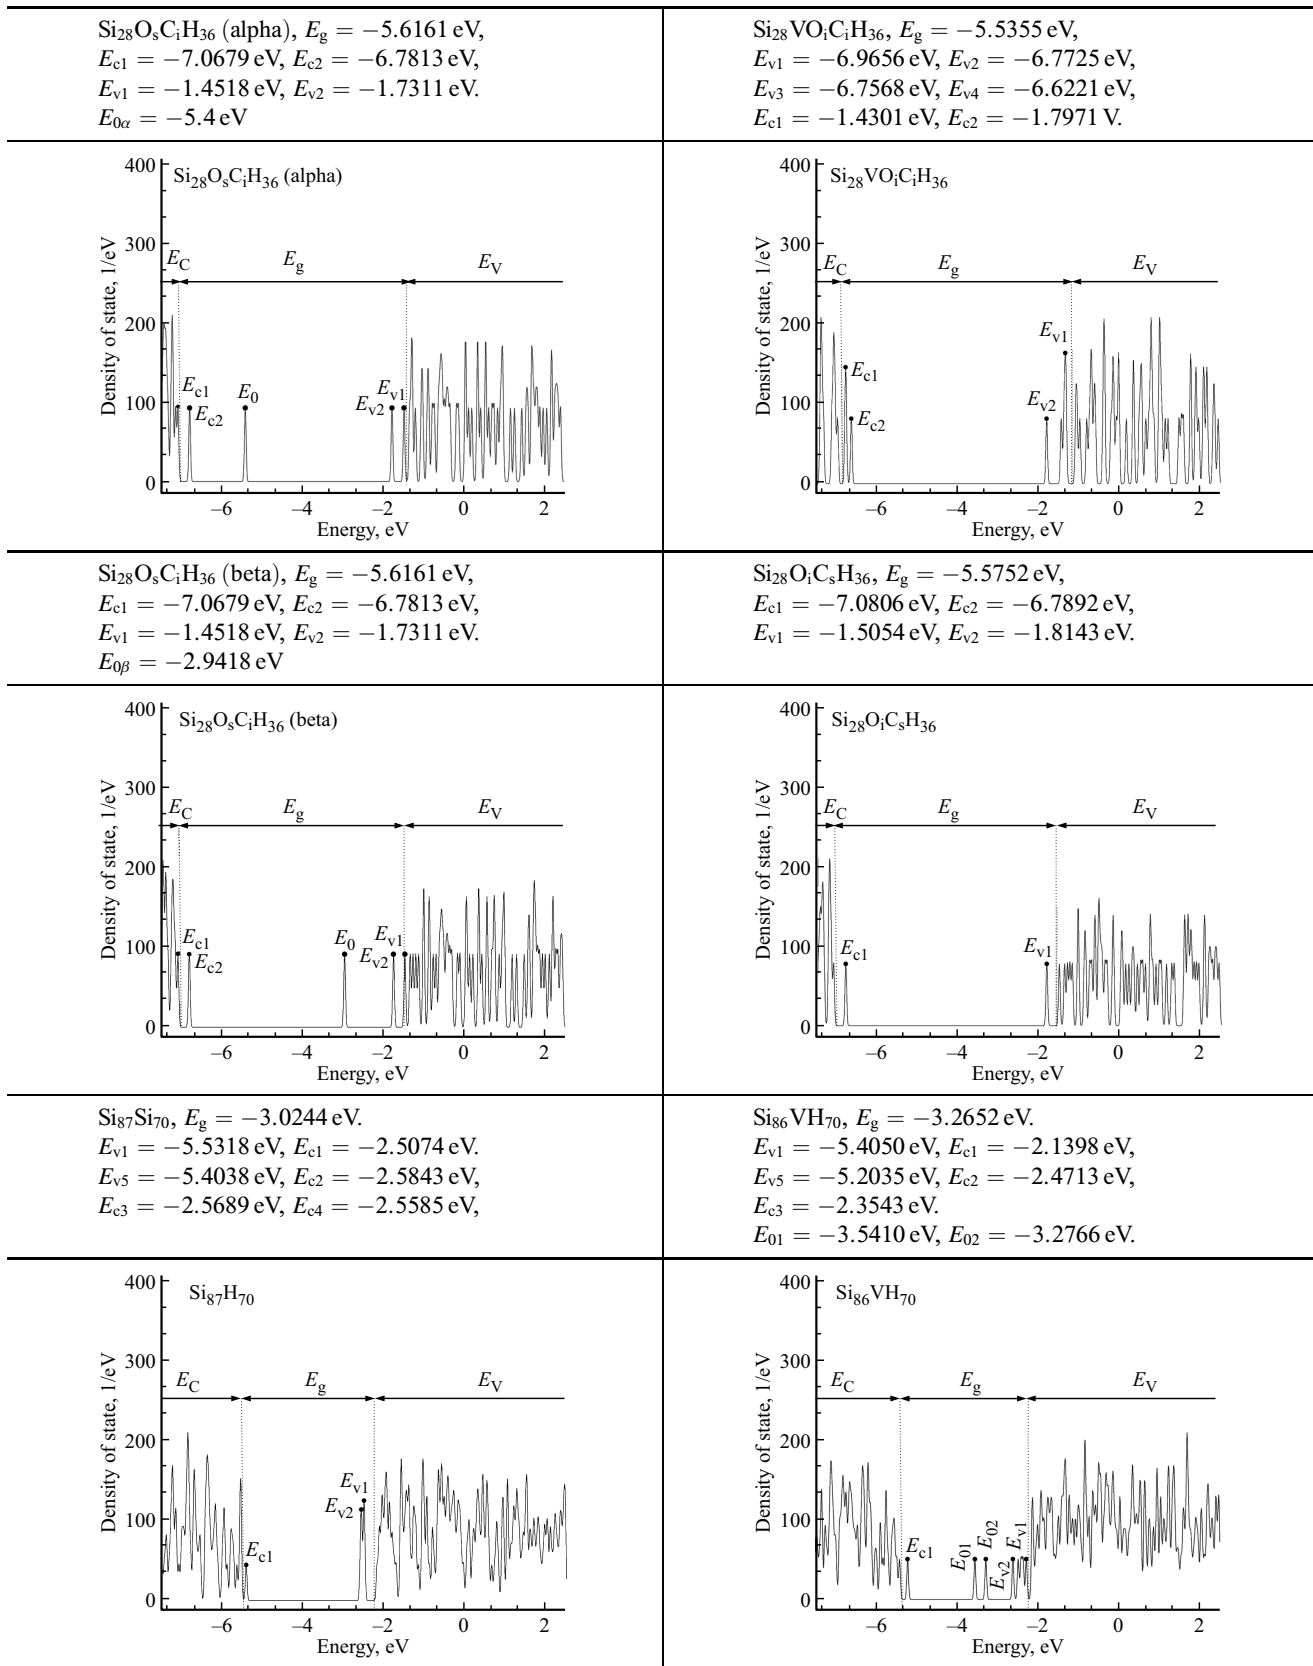 Si28OsCiH36 (alpha), Eg = −5.6161 eV,
Ec1 = −7.0679 eV, Ec2 = −6.7813 eV,
Ev1 = −1.4518 eV, Ev2 = −1.7311 eV.
E0α = −5.4 eV
Si28VOiCiH36, Eg = −5.5355 eV,
Ev1 = −6.9656 eV, Ev2 = −6.7725 eV,
Ev3 = −6.7568 eV, Ev4 = −6.6221 eV,
Ec1 = −1.4301 eV, Ec2 = −1.7971 V.
Si28OsCiH36 (alpha)
400
300
200
100
0
Density of state, 1/eV
EC
Eg
EV
Ec1
Ec2
E0
Ev1
Ev2
−6 −4 −2 0 2
Energy, eV
Si28VOiCiH36
400
300
200
100
0
Density of state, 1/eV
EC
Eg
EV
Ev1
Ec1
Ec2
Ev2
−6 −4 −2 0 2
Energy, eV
Si28OsCiH36 (beta), Eg = −5.6161 eV,
Ec1 = −7.0679 eV, Ec2 = −6.7813 eV,
Ev1 = −1.4518 eV, Ev2 = −1.7311 eV.
E0β = −2.9418 eV
Si28OiCsH36, Eg = −5.5752 eV,
Ec1 = −7.0806 eV, Ec2 = −6.7892 eV,
Ev1 = −1.5054 eV, Ev2 = −1.8143 eV.
Si28OsCiH36 (beta)
400
300
200
100
0
Density of state, 1/eV
EC
Eg
EV
Ec1
Ec2
E0
Ev1
Ev2
−6 −4 −2 0 2
Energy, eV
Si28OiCsH36
400
300
200
100
0
Density of state, 1/eV
EC
Eg
EV
Ec1
Ev1
−6 −4 −2 0 2
Energy, eV
Si87Si70, Eg = −3.0244 eV.
Ev1 = −5.5318 eV, Ec1 = −2.5074 eV.
Ev5 = −5.4038 eV, Ec2 = −2.5843 eV,
Ec3 = −2.5689 eV, Ec4 = −2.5585 eV,
Si86VH70, Eg = −3.2652 eV.
Ev1 = −5.4050 eV, Ec1 = −2.1398 eV,
Ev5 = −5.2035 eV, Ec2 = −2.4713 eV,
Ec3 = −2.3543 eV.
E01 = −3.5410 eV, E02 = −3.2766 eV.
Si87H70
400
300
200
100
0
Density of state, 1/eV
EC
Eg
EV
Ev1
Ev2
Ec1
−6 −4 −2 0 2
Energy, eV
Si86VH70
400
300
200
100
0
Density of state, 1/eV
EC
Eg
EV
Ec1
E01
E02
Ev2
Ev1
−6 −4 −2 0 2
Energy, eV